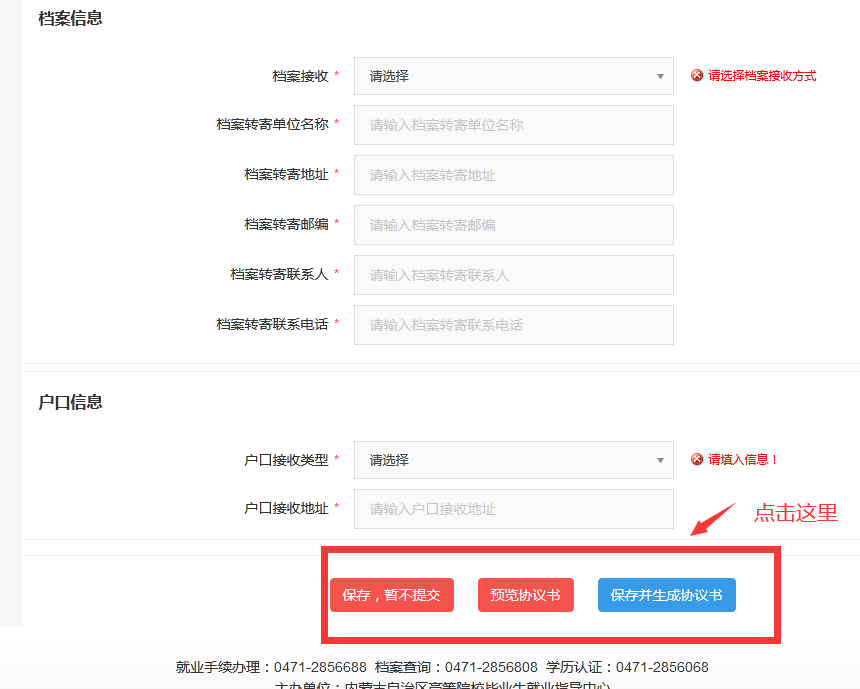 档案信息
档案接收 * 请选择 请选择档案接收方式
档案转寄单位名称 * 请输入档案转寄单位名称
档案转寄地址 * 请输入档案转寄地址
档案转寄邮编 * 请输入档案转寄邮编
档案转寄联系人 * 请输入档案转寄联系人
档案转寄联系电话 * 请输入档案转寄联系电话
户口信息
户口接收类型 * 请选择 请填入信息！
户口接收地址 * 请输入户口接收地址
点击这里
保存，暂不提交 预览协议书 保存并生成协议书
就业手续办理：0471-2856688 档案查询：0471-2856808 学历认证：0471-2856068
主办单位：内蒙古自治区高等院校毕业生就业指导中心